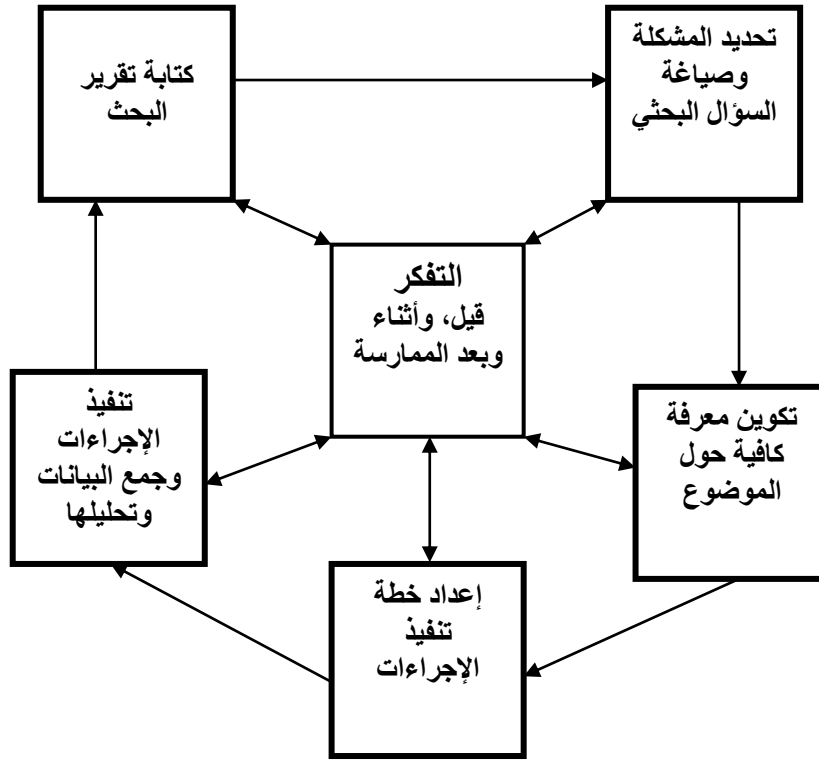 تحديد المشكلة
وصياغة
السؤال البحثي
كتابة تقرير
البحث
التفكر
قيل، وأثناء
وبعد الممارسة
تكوين معرفة
كافية حول
الموضوع
تنفيذ
الإجراءات
وجمع البيانات
وتحليلها
إعداد خطة
تنفيذ
الإجراءات